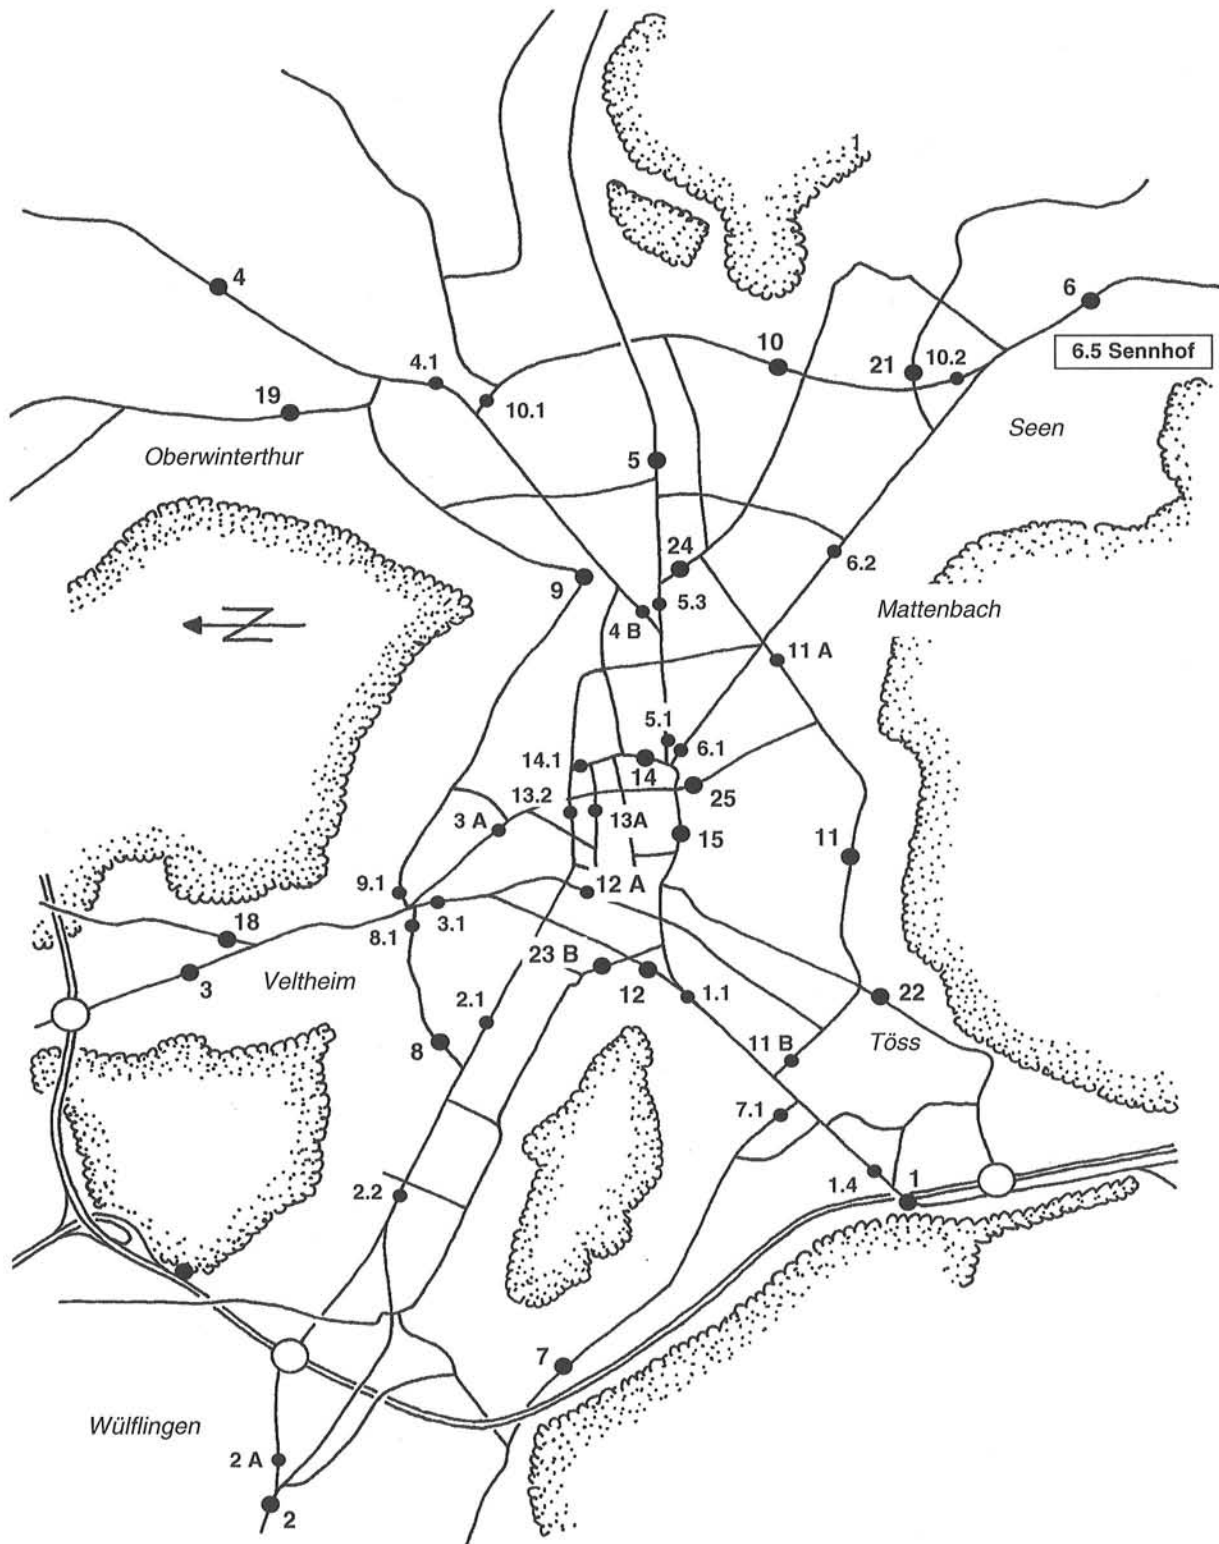 1
4
6
10
21
10.2
6.5 Sennhof
4.1
19
10.1
Oberwinterthur
5
Seen
24
6.2
9
5.3
Mattenbach
4 B
11 A
5.1
6.1
14.1
14
25
13.2
13A
3 A
15
11
9.1
12 A
18
8.1
3.1
23 B
3
Veltheim
12
1.1
22
2.1
8
11 B
Töss
7.1
2.2
1.4
1
7
Wülflingen
2 A
2